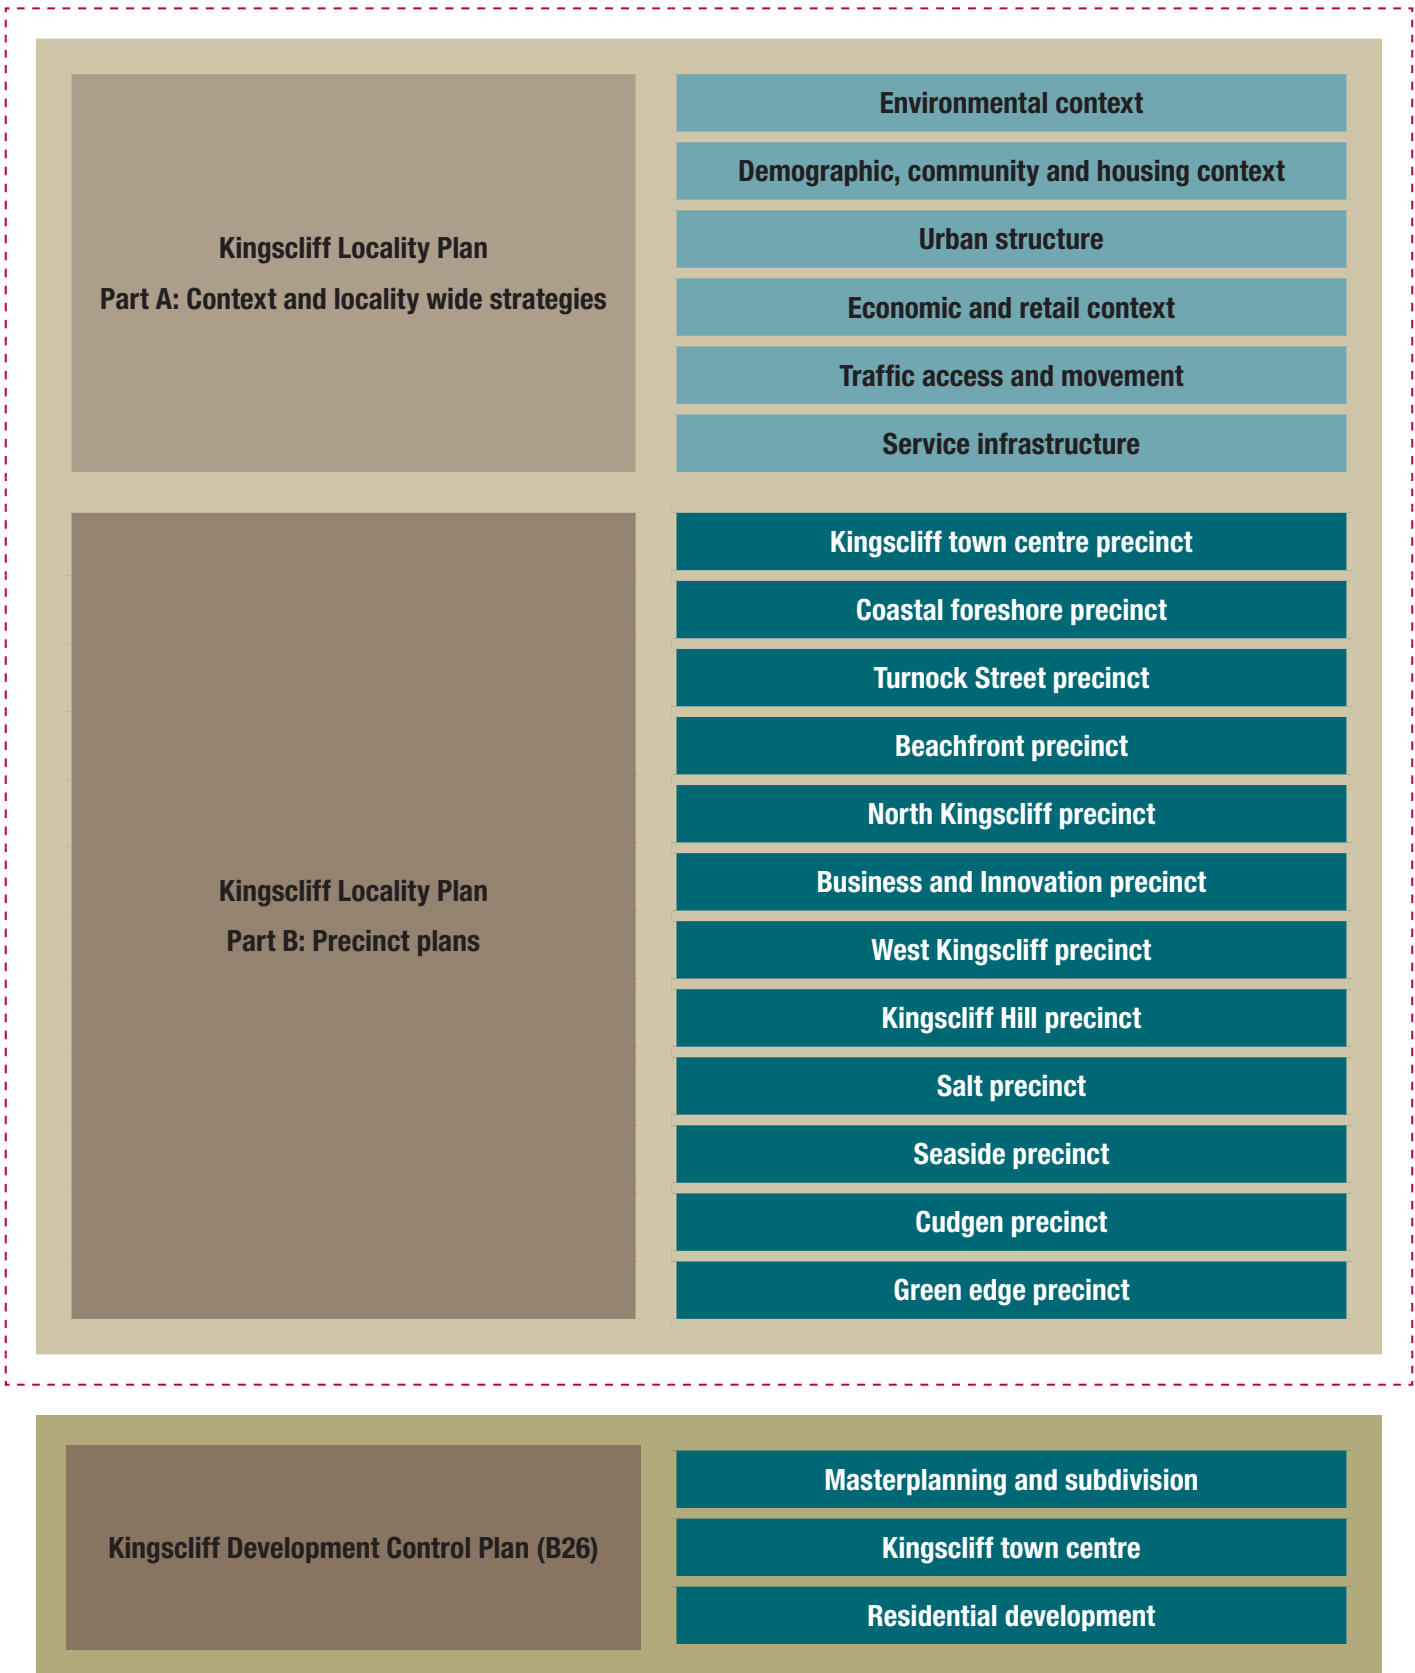 Kingscliff Locality Plan
Part A: Context and locality wide strategies
Environmental context
Demographic, community and housing context
Urban structure
Economic and retail context
Traffic access and movement
Service infrastructure
Kingscliff Locality Plan
Part B: Precinct plans
Kingscliff town centre precinct
Coastal foreshore precinct
Turnock Street precinct
Beachfront precinct
North Kingscliff precinct
Business and Innovation precinct
West Kingscliff precinct
Kingscliff Hill precinct
Salt precinct
Seaside precinct
Cudgen precinct
Green edge precinct
Kingscliff Development Control Plan (B26)
Masterplanning and subdivision
Kingscliff town centre
Residential development